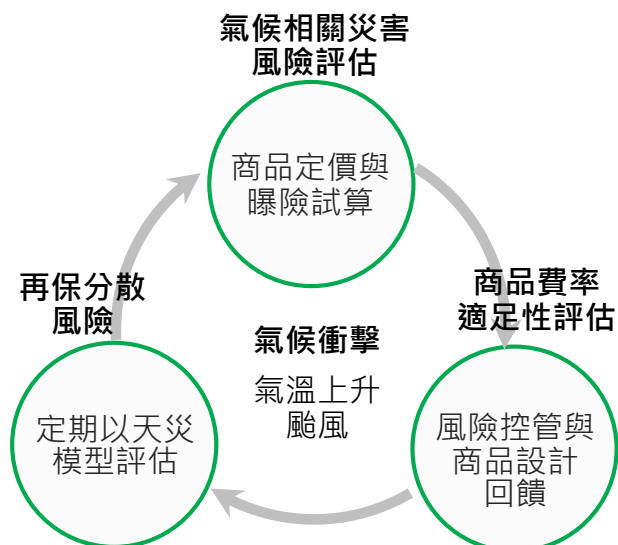 氣候相關災害
風險評估
商品定價與
曝險試算
商品費率
適足性評估
風險控管與
商品設計
回饋
再保分散
風險
定期以天災
模型評估
氣候衝擊
氣溫上升
颱風